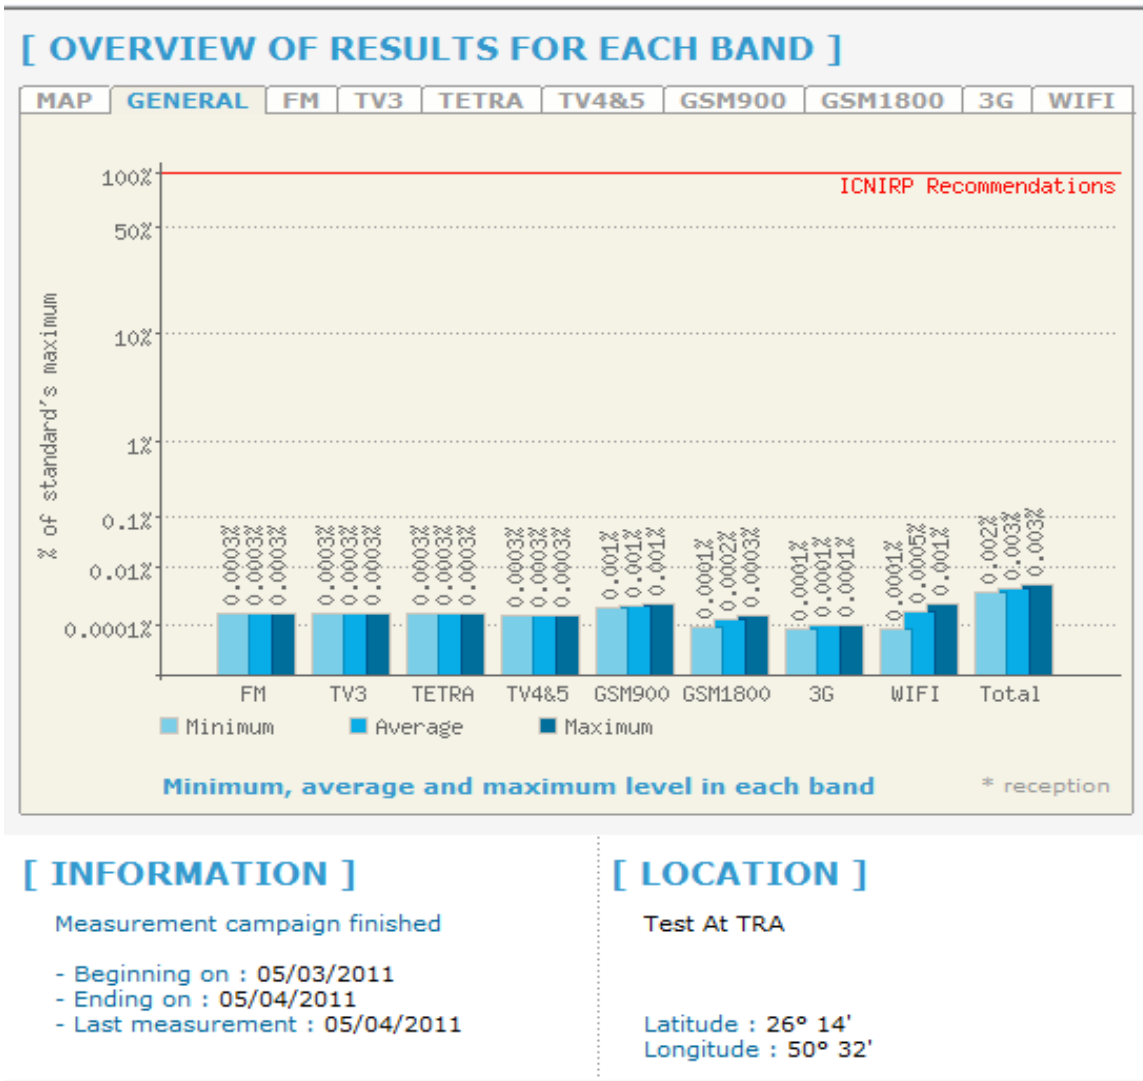 [ OVERVIEW OF RESULTS FOR EACH BAND ]
MAP GENERAL FM TV3 TETRA TV4&5 GSM900 GSM1800 3G WIFI
% of standard's maximum
100%
ICNIRP Recommendations
50%
10%
1%
0.1%
0.01%
0.0001%
0.0003% 0.0003% 0.0003%
0.0003% 0.0003% 0.0003%
0.0003% 0.0003% 0.0003%
0.0003% 0.0003% 0.0003%
0.001% 0.001% 0.001%
0.0001% 0.0002% 0.0003%
0.0001% 0.0001% 0.0001%
0.0001% 0.0005% 0.001%
0.002% 0.003% 0.003%
FM TV3 TETRA TV4&5 GSM900 GSM1800 3G WIFI Total
Minimum Average Maximum
Minimum, average and maximum level in each band
* reception
[ INFORMATION ]
Measurement campaign finished
- Beginning on : 05/03/2011
- Ending on : 05/04/2011
- Last measurement : 05/04/2011
[ LOCATION ]
Test At TRA
Latitude : 26° 14'
Longitude : 50° 32'